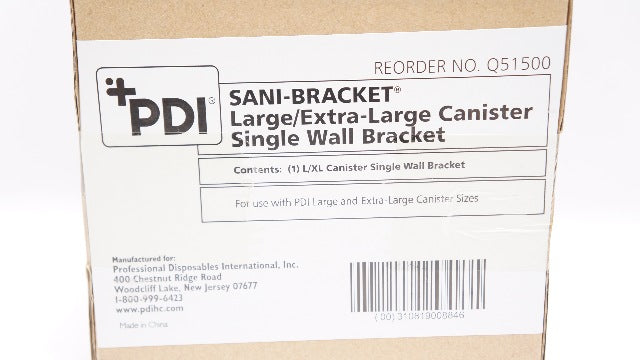 REORDER NO. Q51500
PDI®
SANI-BRACKET®
Large/Extra-Large Canister
Single Wall Bracket
Contents: (1) L/XL Canister Single Wall Bracket
For use with PDI Large and Extra-Large Canister Sizes
Manufactured for:
Professional Disposables International, Inc.
400 Chestnut Ridge Road
Woodcliff Lake, New Jersey 07677
1-800-999-6423
www.pdihc.com
Made in China
(00)310819008846